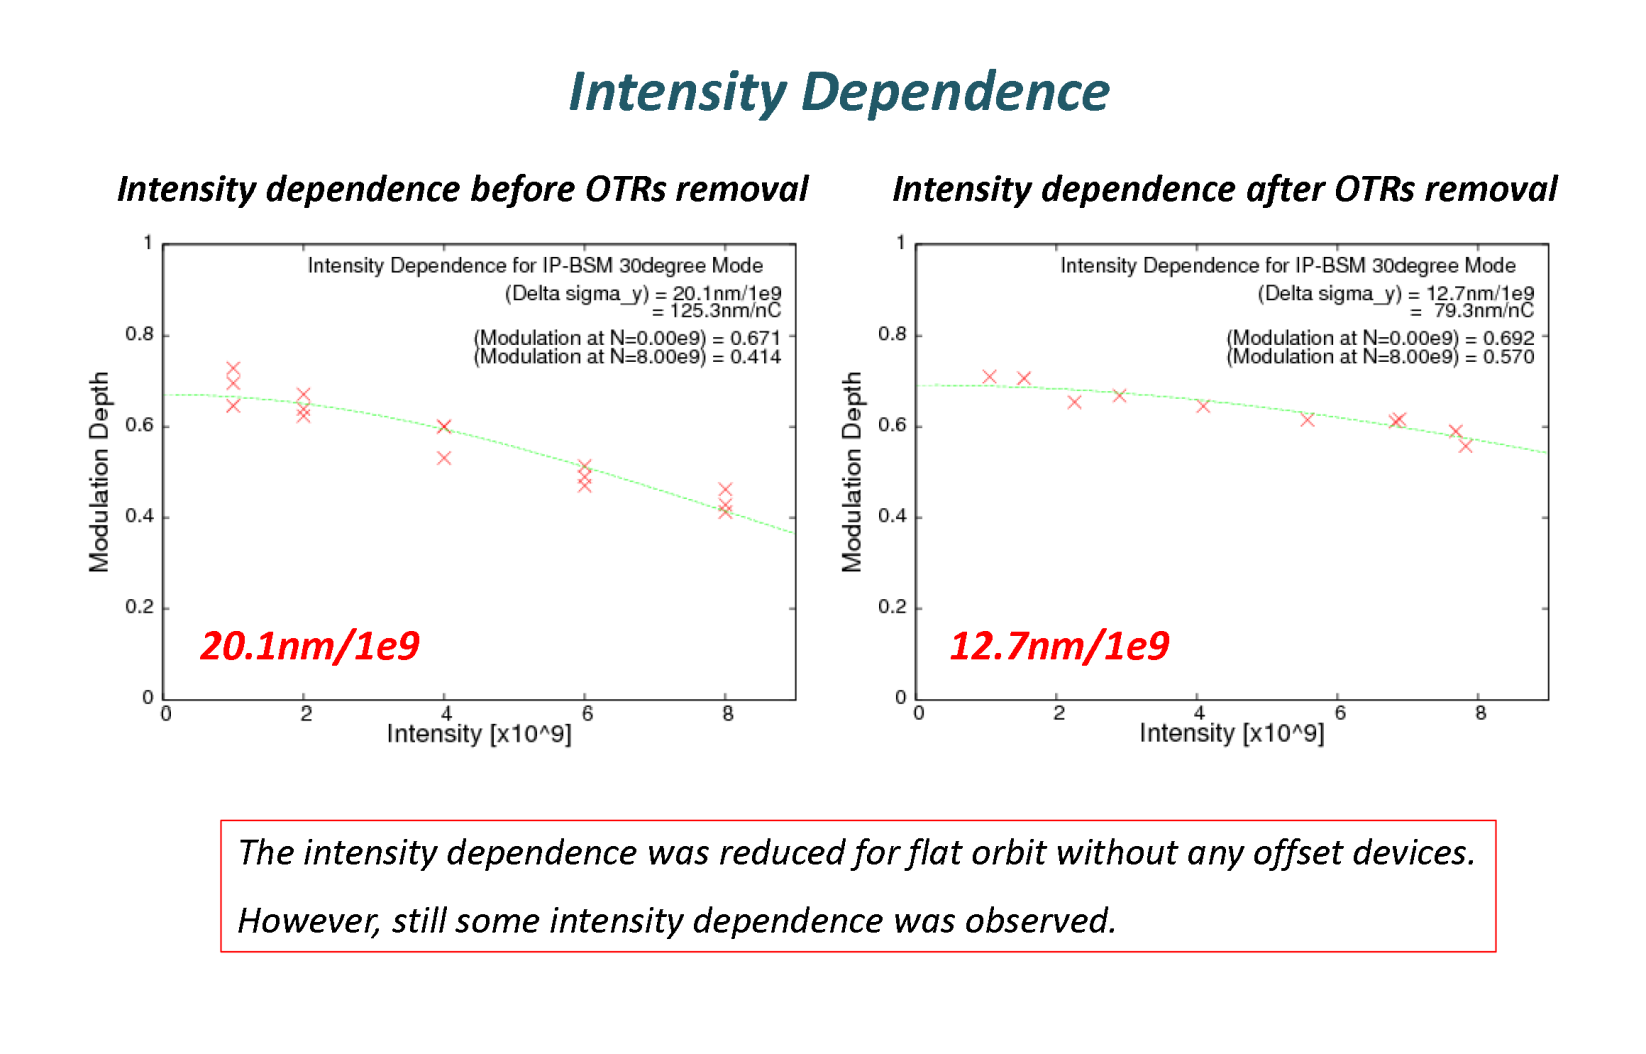 Intensity Dependence
Intensity dependence before OTRs removal
Intensity Dependence for IP-BSM 30degree Mode
(Delta sigma_y) = 20.1nm/1e9
= 125.3nm/nC
(Modulation at N=0.00e9) = 0.671
(Modulation at N=8.00e9) = 0.414
1
0.8
0.6
0.4
0.2
0
Modulation Depth
20.1nm/1e9
0 2 4 6 8
Intensity [x10^9]
Intensity dependence after OTRs removal
Intensity Dependence for IP-BSM 30degree Mode
(Delta sigma_y) = 12.7nm/1e9
= 79.3nm/nC
(Modulation at N=0.00e9) = 0.692
(Modulation at N=8.00e9) = 0.570
1
0.8
0.6
0.4
0.2
0
Modulation Depth
12.7nm/1e9
0 2 4 6 8
Intensity [x10^9]
The intensity dependence was reduced for flat orbit without any offset devices.
However, still some intensity dependence was observed.